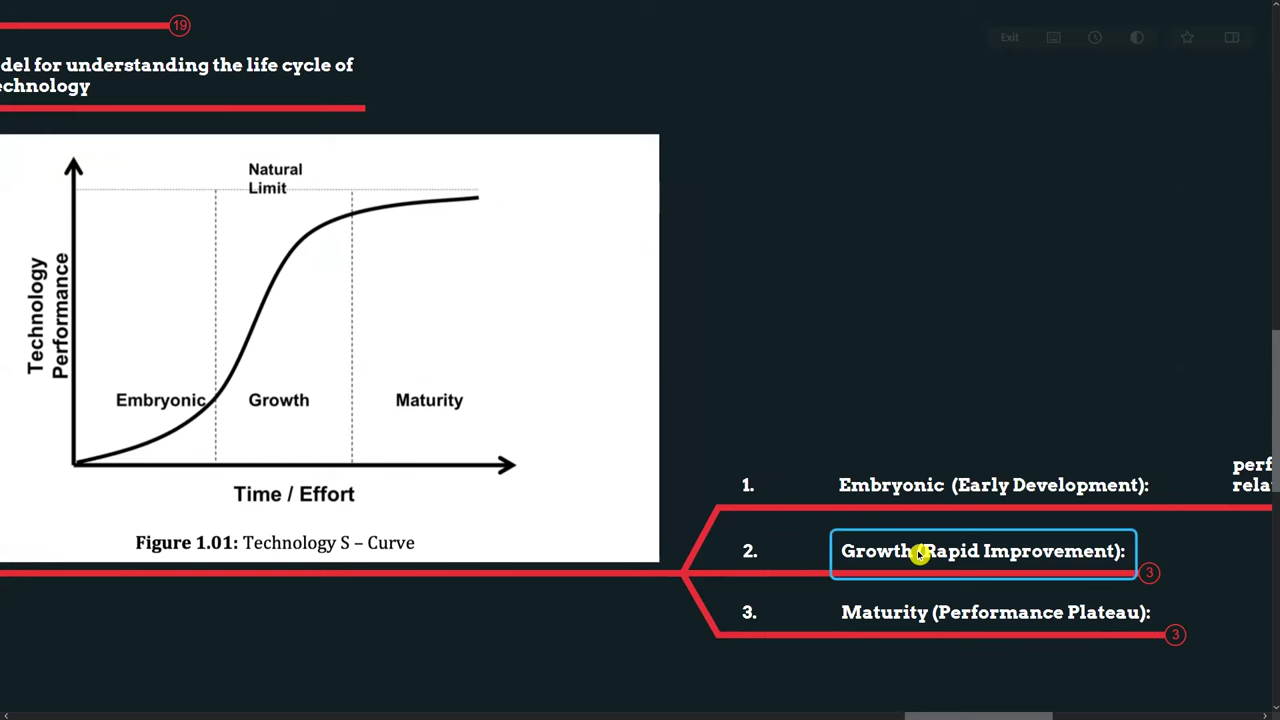 19
Exit
del for understanding the life cycle of
echnology
Natural
Limit
Technology
Performance
Embryonic
Growth
Maturity
Time / Effort
Figure 1.01: Technology S – Curve
perf
rela
1. Embryonic (Early Development):
2. Growth (Rapid Improvement):
3
3. Maturity (Performance Plateau):
3